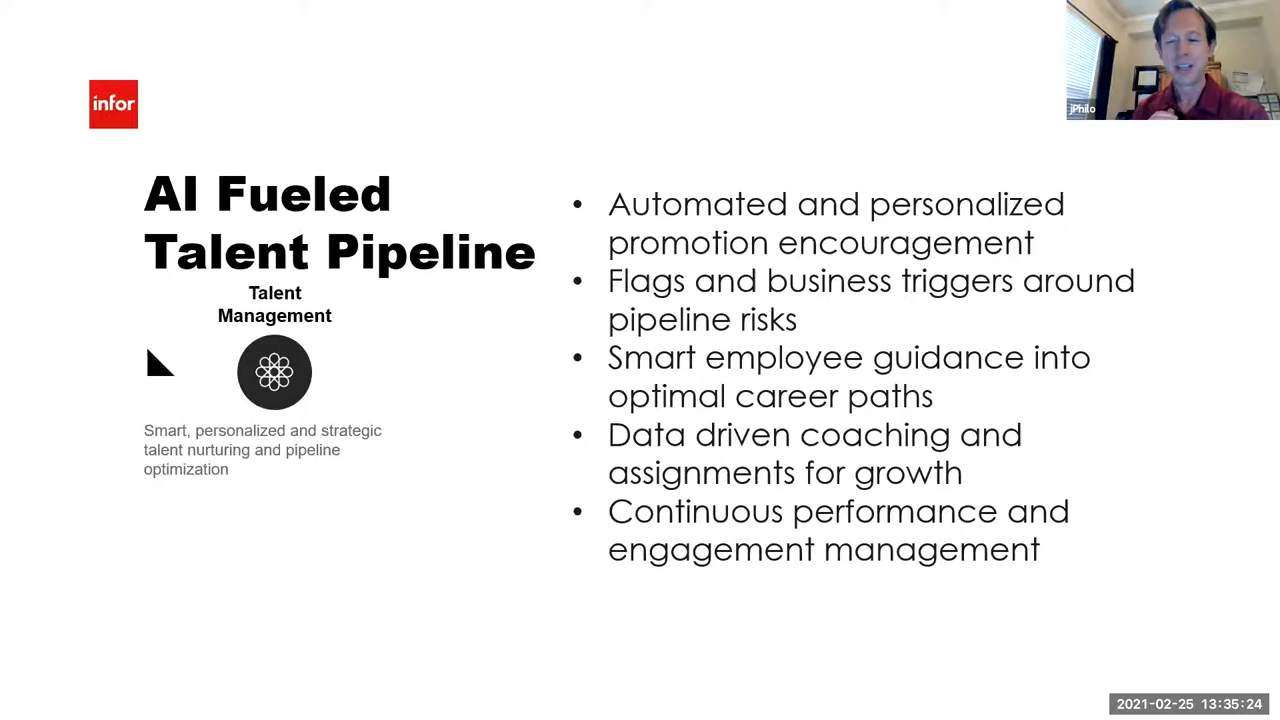 infor
jPhilo
AI Fueled
Talent Pipeline
Talent
Management
Smart, personalized and strategic
talent nurturing and pipeline
optimization
• Automated and personalized
promotion encouragement
• Flags and business triggers around
pipeline risks
• Smart employee guidance into
optimal career paths
• Data driven coaching and
assignments for growth
• Continuous performance and
engagement management
2021-02-25 13:35:24